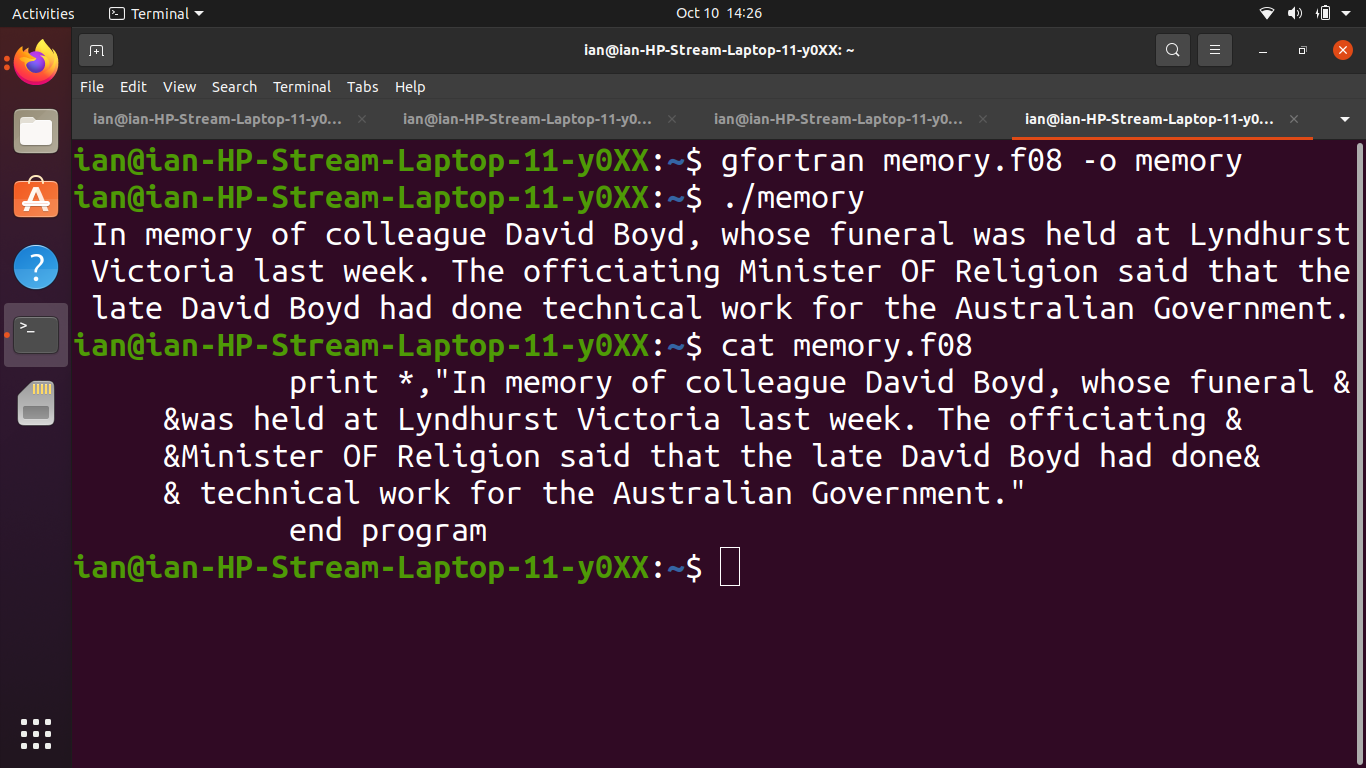 Activities
Terminal
Oct 10 14:26
ian@ian-HP-Stream-Laptop-11-y0XX: ~
File Edit View Search Terminal Tabs Help
ian@ian-HP-Stream-Laptop-11-y0... × ian@ian-HP-Stream-Laptop-11-y0... × ian@ian-HP-Stream-Laptop-11-y0... × ian@ian-HP-Stream-Laptop-11-y0... ×
ian@ian-HP-Stream-Laptop-11-y0XX:~$ gfortran memory.f08 -o memory
ian@ian-HP-Stream-Laptop-11-y0XX:~$ ./memory
 In memory of colleague David Boyd, whose funeral was held at Lyndhurst
 Victoria last week. The officiating Minister OF Religion said that the
 late David Boyd had done technical work for the Australian Government.
ian@ian-HP-Stream-Laptop-11-y0XX:~$ cat memory.f08
            print *,"In memory of colleague David Boyd, whose funeral &
     &was held at Lyndhurst Victoria last week. The officiating &
     &Minister OF Religion said that the late David Boyd had done&
     & technical work for the Australian Government."
            end program
ian@ian-HP-Stream-Laptop-11-y0XX:~$